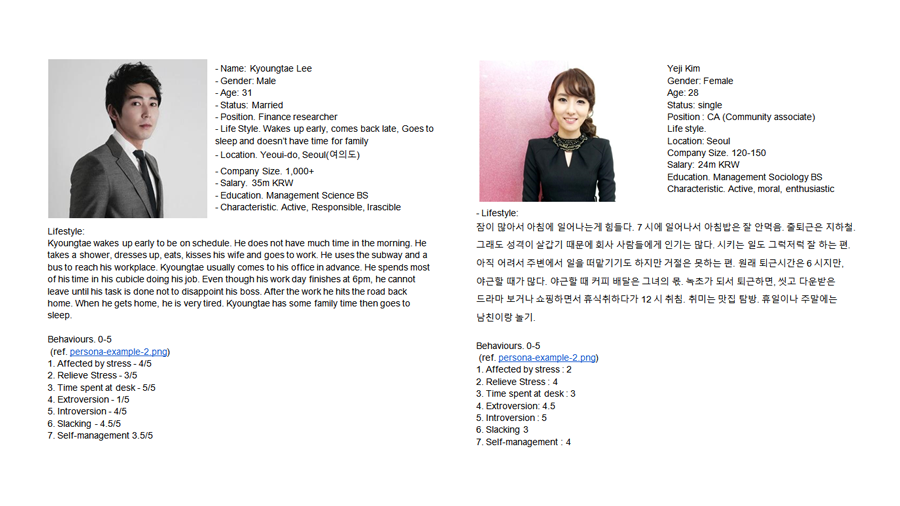 - Name: Kyoungtae Lee
- Gender: Male
- Age: 31
- Status: Married
- Position. Finance researcher
- Life Style. Wakes up early, comes back late, Goes to
sleep and doesn't have time for family
- Location. Yeoui-do, Seoul(여의도)
- Company Size. 1,000+
- Salary. 35m KRW
- Education. Management Science BS
- Characteristic. Active, Responsible, Irascible
Lifestyle:
Kyoungtae wakes up early to be on schedule. He does not have much time in the morning. He
takes a shower, dresses up, eats, kisses his wife and goes to work. He uses the subway and a
bus to reach his workplace. Kyoungtae usually comes to his office in advance. He spends most
of his time in his cubicle doing his job. Even though his work day finishes at 6pm, he cannot
leave until his task is done not to disappoint his boss. After the work he hits the road back
home. When he gets home, he is very tired. Kyoungtae has some family time then goes to
sleep.
Behaviours. 0-5
(ref. persona-example-2.png)
1. Affected by stress - 4/5
2. Relieve Stress - 3/5
3. Time spent at desk - 5/5
4. Extroversion - 1/5
5. Introversion - 4/5
6. Slacking - 4.5/5
7. Self-management 3.5/5
Yeji Kim
Gender: Female
Age: 28
Status: single
Position : CA (Community associate)
Life style.
Location: Seoul
Company Size. 120-150
Salary: 24m KRW
Education. Management Sociology BS
Characteristic. Active, moral, enthusiastic
- Lifestyle:
잠이 많아서 아침에 일어나는게 힘들다. 7 시에 일어나서 아침밥은 잘 안먹음. 출퇴근은 지하철.
그래도 성격이 살갑기 때문에 회사 사람들에게 인기는 많다. 시키는 일도 그럭저럭 잘 하는 편.
아직 어려서 주변에서 일을 떠맡기기도 하지만 거절은 못하는 편. 원래 퇴근시간은 6 시지만,
야근할 때가 많다. 야근할 때 커피 배달은 그녀의 몫. 녹초가 되서 퇴근하면, 씻고 다운받은
드라마 보거나 쇼핑하면서 휴식취하다가 12 시 취침. 취미는 맛집 탐방. 휴일이나 주말에는
남친이랑 놀기.
Behaviours. 0-5
(ref. persona-example-2.png)
1. Affected by stress : 2
2. Relieve Stress : 4
3. Time spent at desk : 3
4. Extroversion: 4.5
5. Introversion : 5
6. Slacking 3
7. Self-management : 4